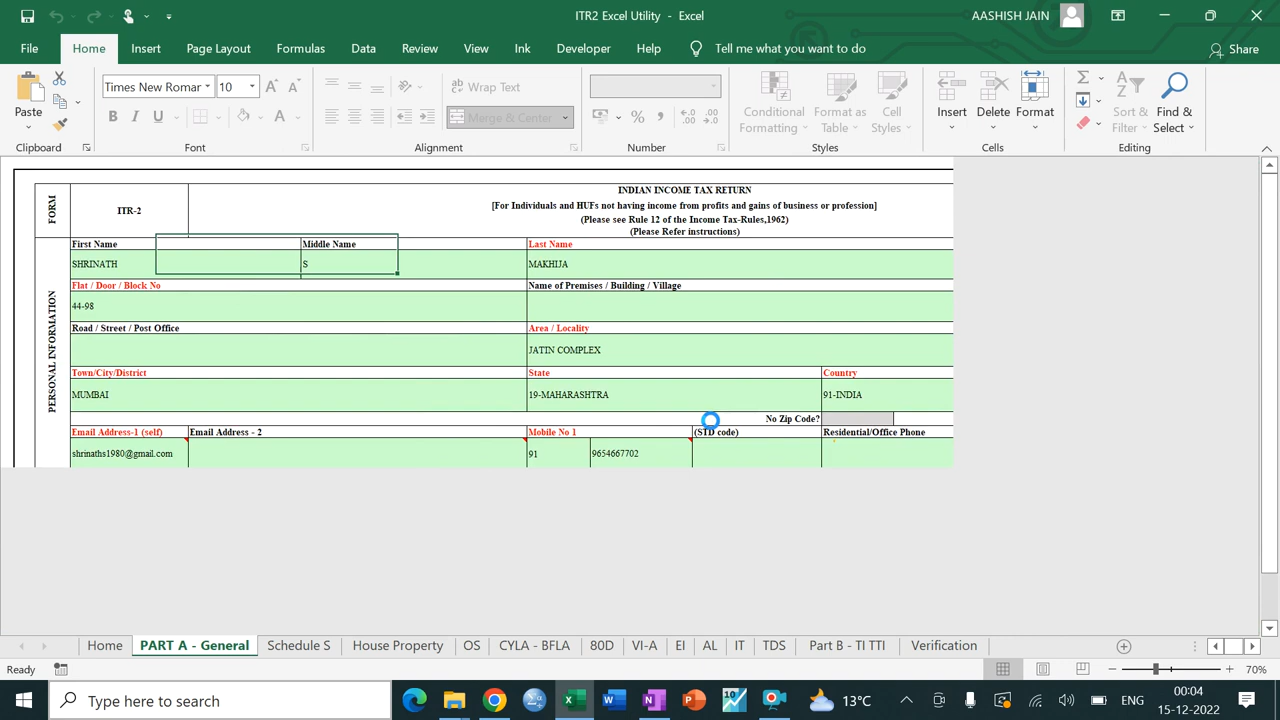 ITR2 Excel Utility - Excel
AASHISH JAIN
File Home Insert Page Layout Formulas Data Review View Ink Developer Help Tell me what you want to do Share
Times New Romar 10
Wrap Text
Merge & Center
Paste
B I U
% ,
Conditional Formatting
Format as Table
Cell Styles
Insert Delete Format
Sort & Filter
Find & Select
Clipboard Font Alignment Number Styles Cells Editing
FORM
ITR-2
INDIAN INCOME TAX RETURN
[For Individuals and HUFs not having income from profits and gains of business or profession]
(Please see Rule 12 of the Income Tax-Rules,1962)
(Please Refer instructions)
PERSONAL INFORMATION
First Name Middle Name Last Name
SHRINATH S MAKHIJA
Flat / Door / Block No Name of Premises / Building / Village
44-98
Road / Street / Post Office Area / Locality
JATIN COMPLEX
Town/City/District State Country
MUMBAI 19-MAHARASHTRA 91-INDIA
No Zip Code?
Email Address-1 (self) Email Address - 2 Mobile No 1 (STD code) Residential/Office Phone
shrinaths1980@gmail.com 91 9654667702
Home PART A - General Schedule S House Property OS CYLA - BFLA 80D VI-A EI AL IT TDS Part B - TI TTI Verification
Ready 70%
Type here to search
10
13°C
ENG
00:04
15-12-2022